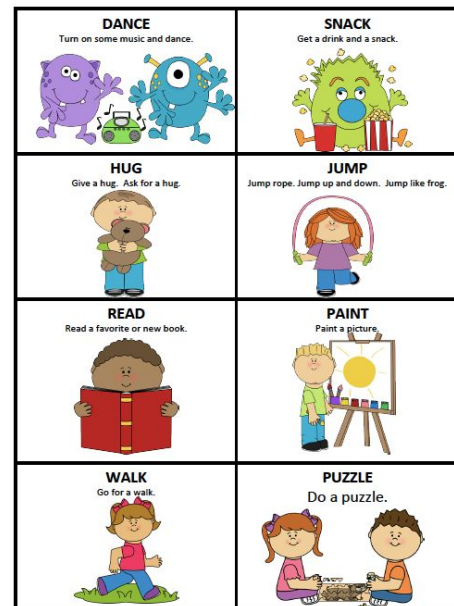 DANCE
Turn on some music and dance.
SNACK
Get a drink and a snack.
HUG
Give a hug.  Ask for a hug.
JUMP
Jump rope. Jump up and down.  Jump like frog.
READ
Read a favorite or new book.
PAINT
Paint a picture.
WALK
Go for a walk.
PUZZLE
Do a puzzle.